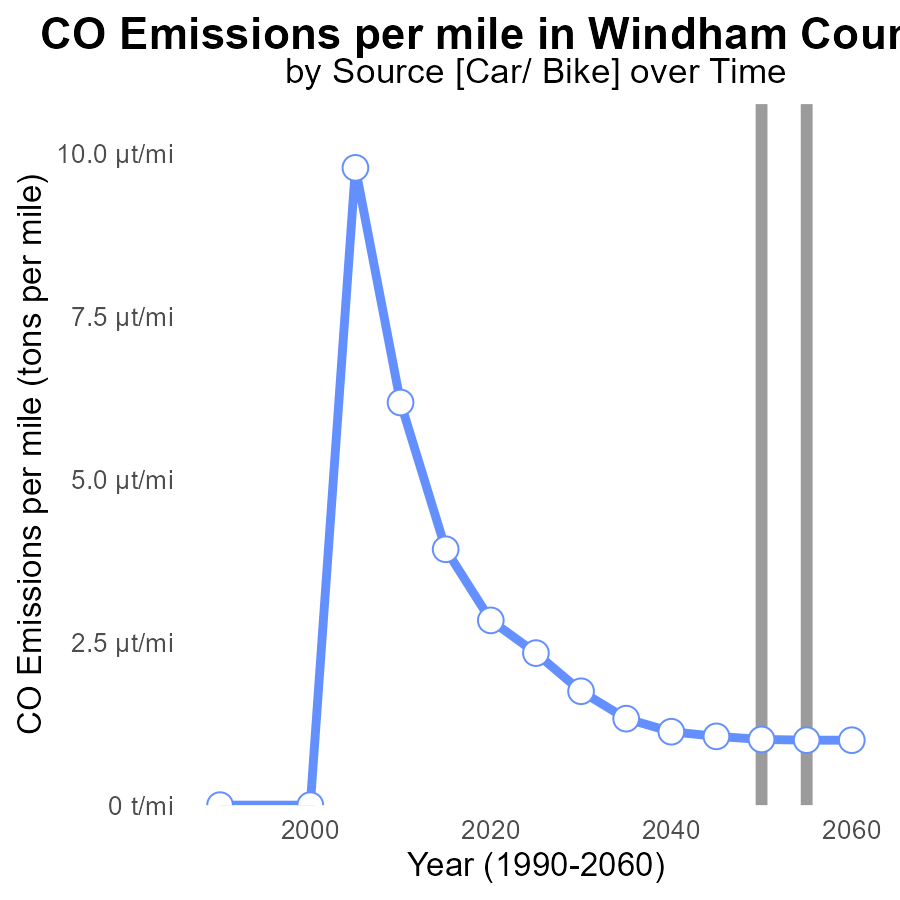 CO Emissions per mile in Windham Cour
by Source [Car/ Bike] over Time
CO Emissions per mile (tons per mile)
10.0 µt/mi
7.5 µt/mi
5.0 µt/mi
2.5 µt/mi
0 t/mi
2000 2020 2040 2060
Year (1990-2060)